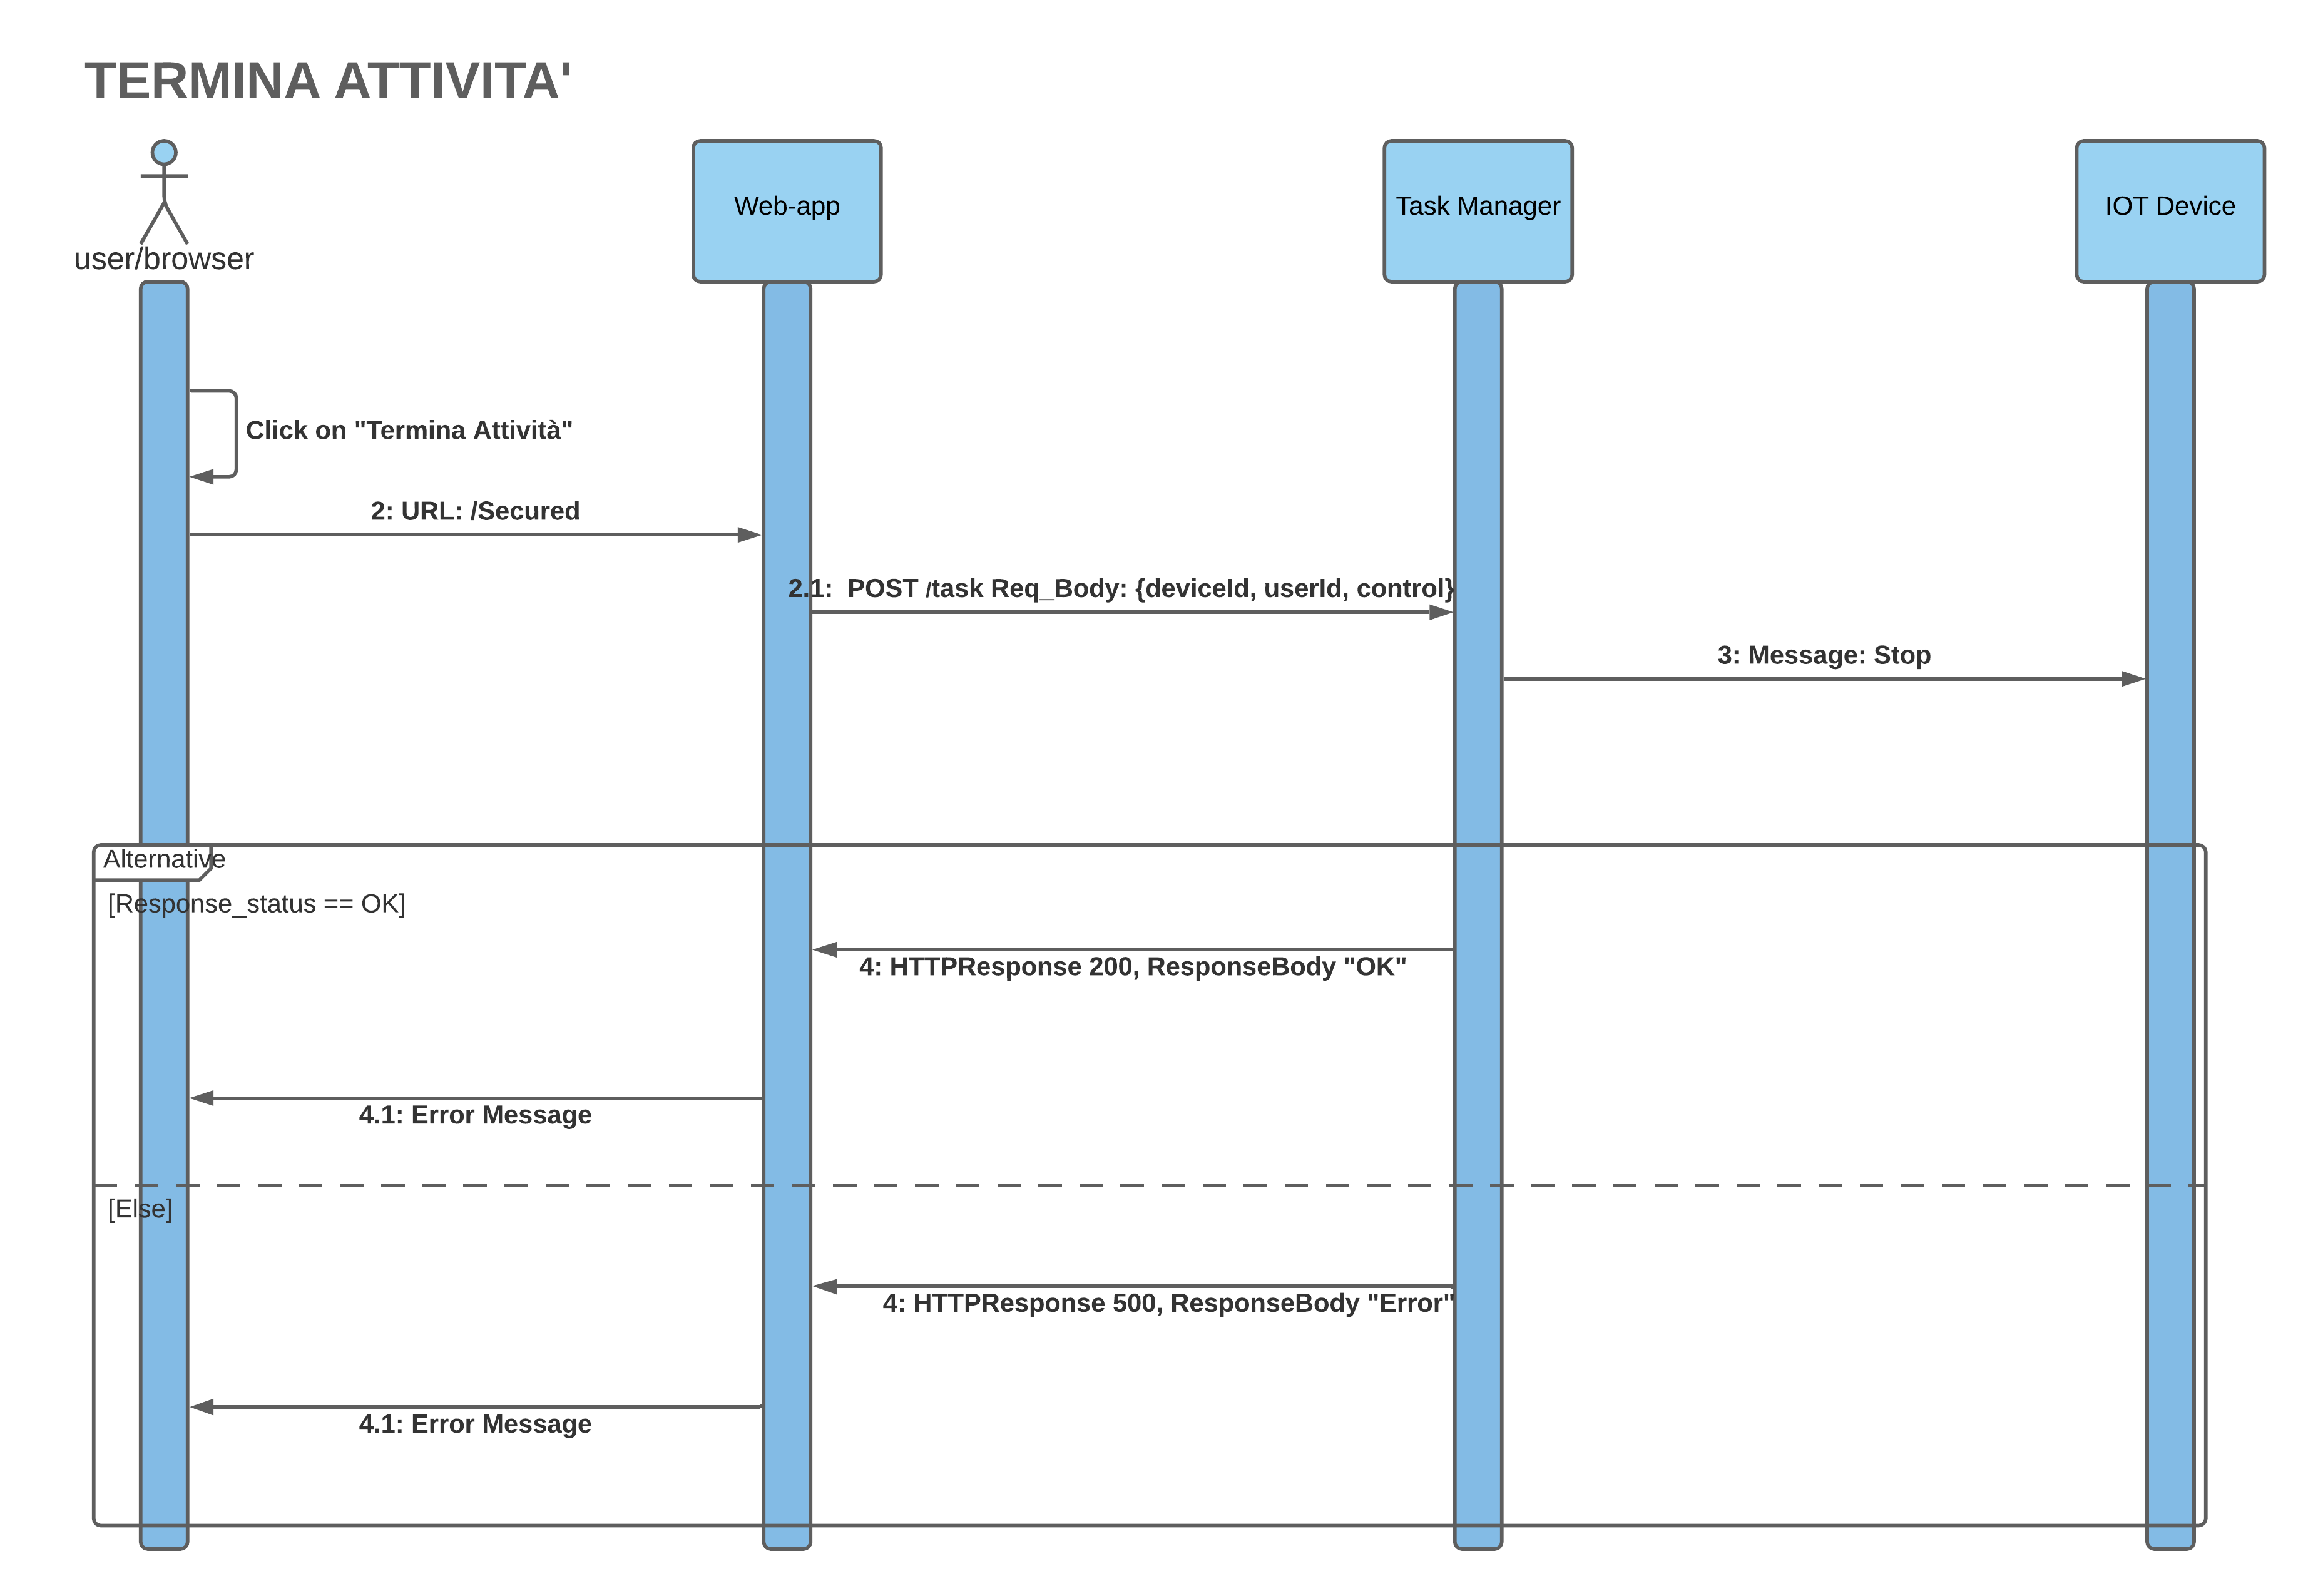 TERMINA ATTIVITA'
user/browser
Web-app
Task Manager
IOT Device
Click on "Termina Attività"
2: URL: /Secured
2.1:  POST /task Req_Body: {deviceId, userId, control}
3: Message: Stop
Alternative
[Response_status == OK]
4: HTTPResponse 200, ResponseBody "OK"
4.1: Error Message
[Else]
4: HTTPResponse 500, ResponseBody "Error"
4.1: Error Message